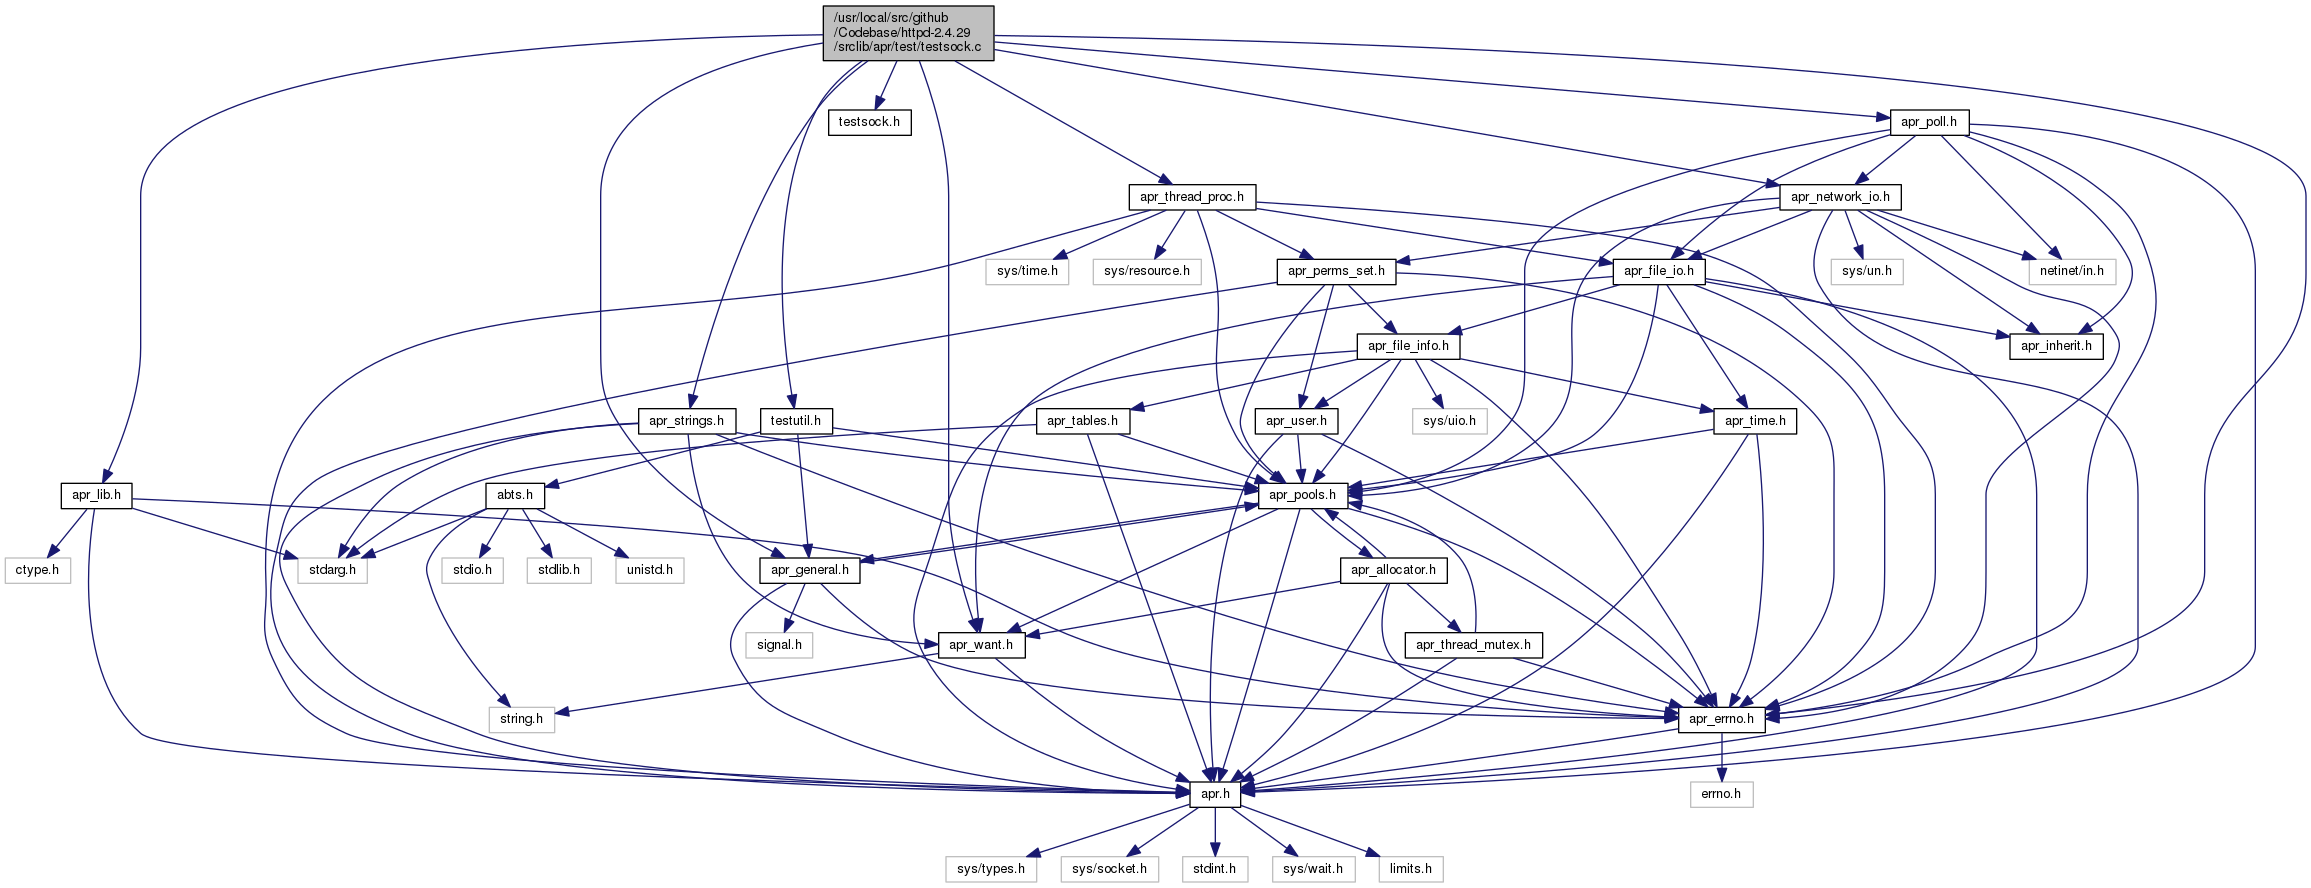 /usr/local/src/github
/Codebase/httpd-2.4.29
/srclib/apr/test/testsock.c
testsock.h
apr_poll.h
apr_thread_proc.h
apr_network_io.h
sys/time.h
sys/resource.h
apr_perms_set.h
apr_file_io.h
sys/un.h
netinet/in.h
apr_file_info.h
apr_inherit.h
apr_strings.h
testutil.h
apr_tables.h
apr_user.h
sys/uio.h
apr_time.h
apr_lib.h
abts.h
apr_pools.h
ctype.h
stdarg.h
stdio.h
stdlib.h
unistd.h
apr_general.h
apr_allocator.h
signal.h
apr_want.h
apr_thread_mutex.h
string.h
apr_errno.h
apr.h
errno.h
sys/types.h
sys/socket.h
stdint.h
sys/wait.h
limits.h